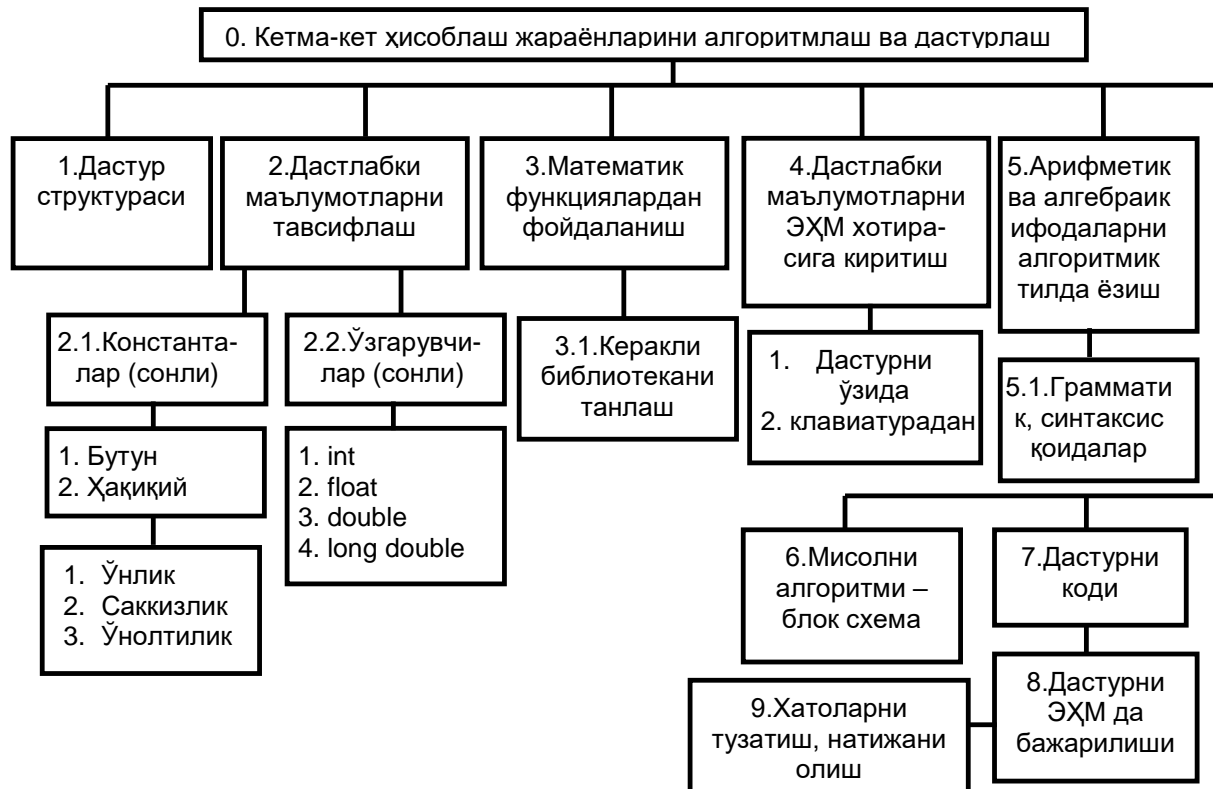 0. Кетма-кет ҳисоблаш жараёнларини алгоритмлаш ва дастурлаш
1.Дастур
структураси
2.Дастлабки
маълумотларни
тавсифлаш
3.Математик
функциялардан
фойдаланиш
4.Дастлабки
маълумотларни
ЭҲМ хотира-
сига киритиш
5.Арифметик
ва алгебраик
ифодаларни
алгоритмик
тилда ёзиш
2.1.Константа-
лар (сонли)
2.2.Ўзгарувчи-
лар (сонли)
3.1.Керакли
библиотекани
танлаш
1. Дастурни
ўзида
2. клавиатурадан
5.1.Граммати
к, синтаксис
қоидалар
1. Бутун
2. Ҳақиқий
1. int
2. float
3. double
4. long double
1. Ўнлик
2. Саккизлик
3. Ўнолтилик
6.Мисолни
алгоритми –
блок схема
7.Дастурни
коди
8.Дастурни
ЭҲМ да
бажарилиши
9.Хатоларни
тузатиш, натижани
олиш